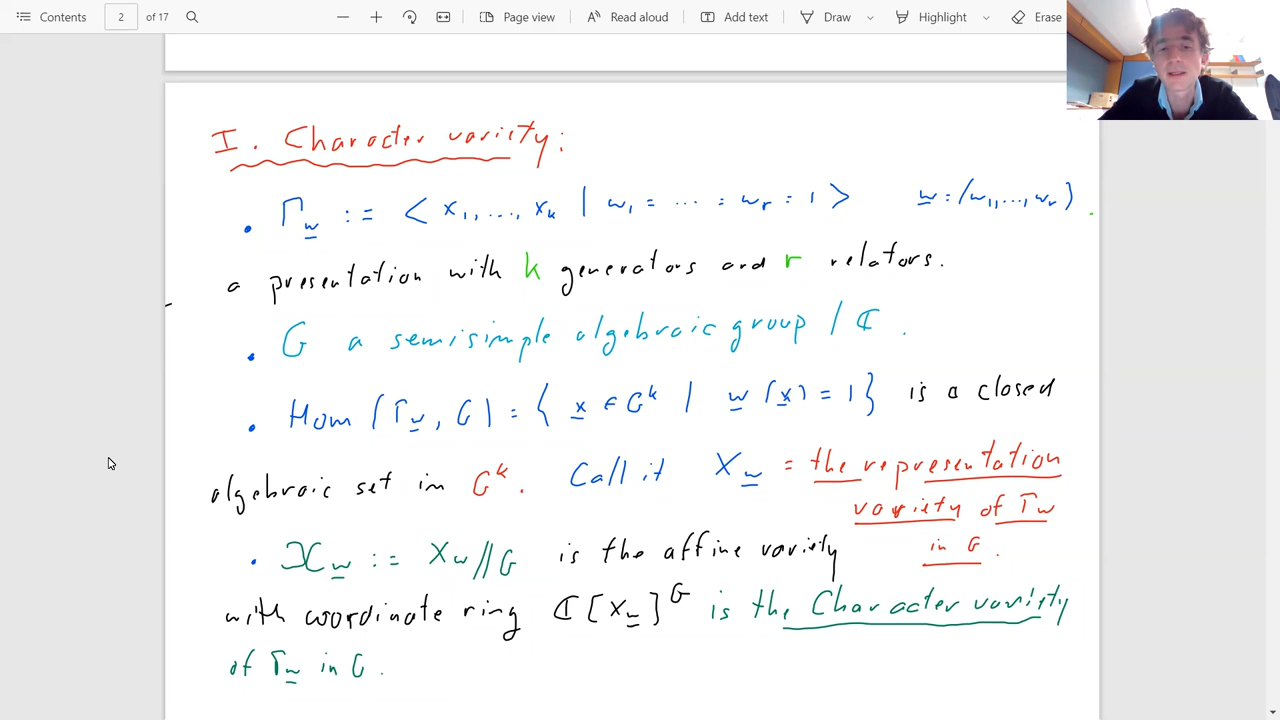 Contents 2 of 17 Page view Read aloud Add text Draw Highlight Erase
I. Character variety:
• Γ_w := < x_1, ..., x_k | w_1 = ... = w_r = 1 > w = (w_1, ..., w_r).
a presentation with k generators and r relators.
• G a semisimple algebraic group / ℂ.
• Hom (Γ_w, G) = { x ∈ G^k | w(x) = 1 } is a closed
algebraic set in G^k. Call it X_w = the representation
variety of Γ_w
in G.
• 𝒳_w := X_w // G is the affine variety
with coordinate ring ℂ[X_w]^G is the Character variety
of Γ_w in G.